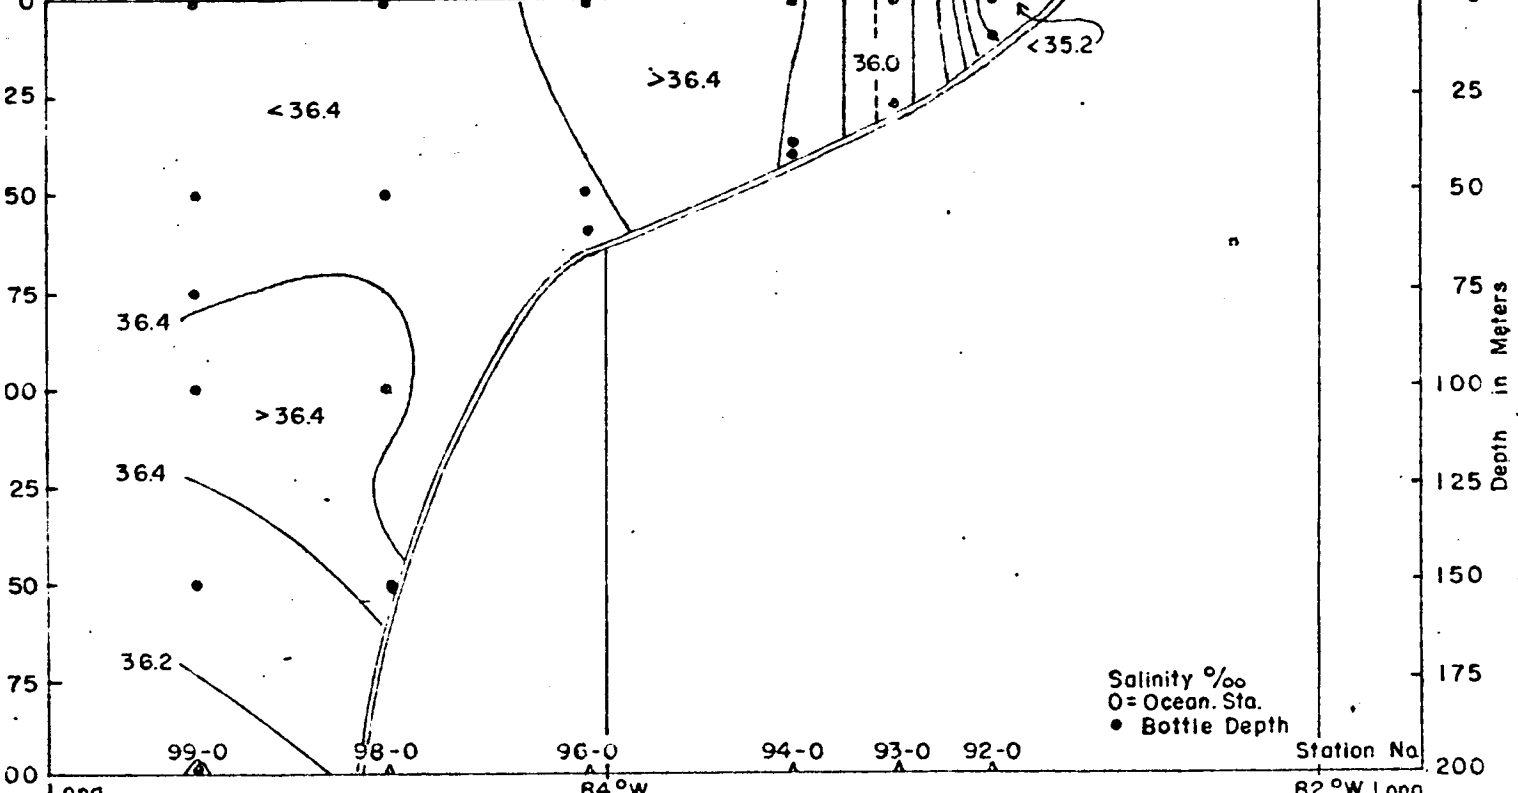 0
36.0
<35.2
>36.4
25 <36.4 25
50 50
75 75
36.4
00 >36.4 100
36.4
25 125
50 150
36.2
75 175
Depth in Meters
Salinity º/oo
O = Ocean. Sta.
● Bottle Depth
99-0 98-0 96-0 94-0 93-0 92-0 Station No
00 200
Long 84°W 82°W Long